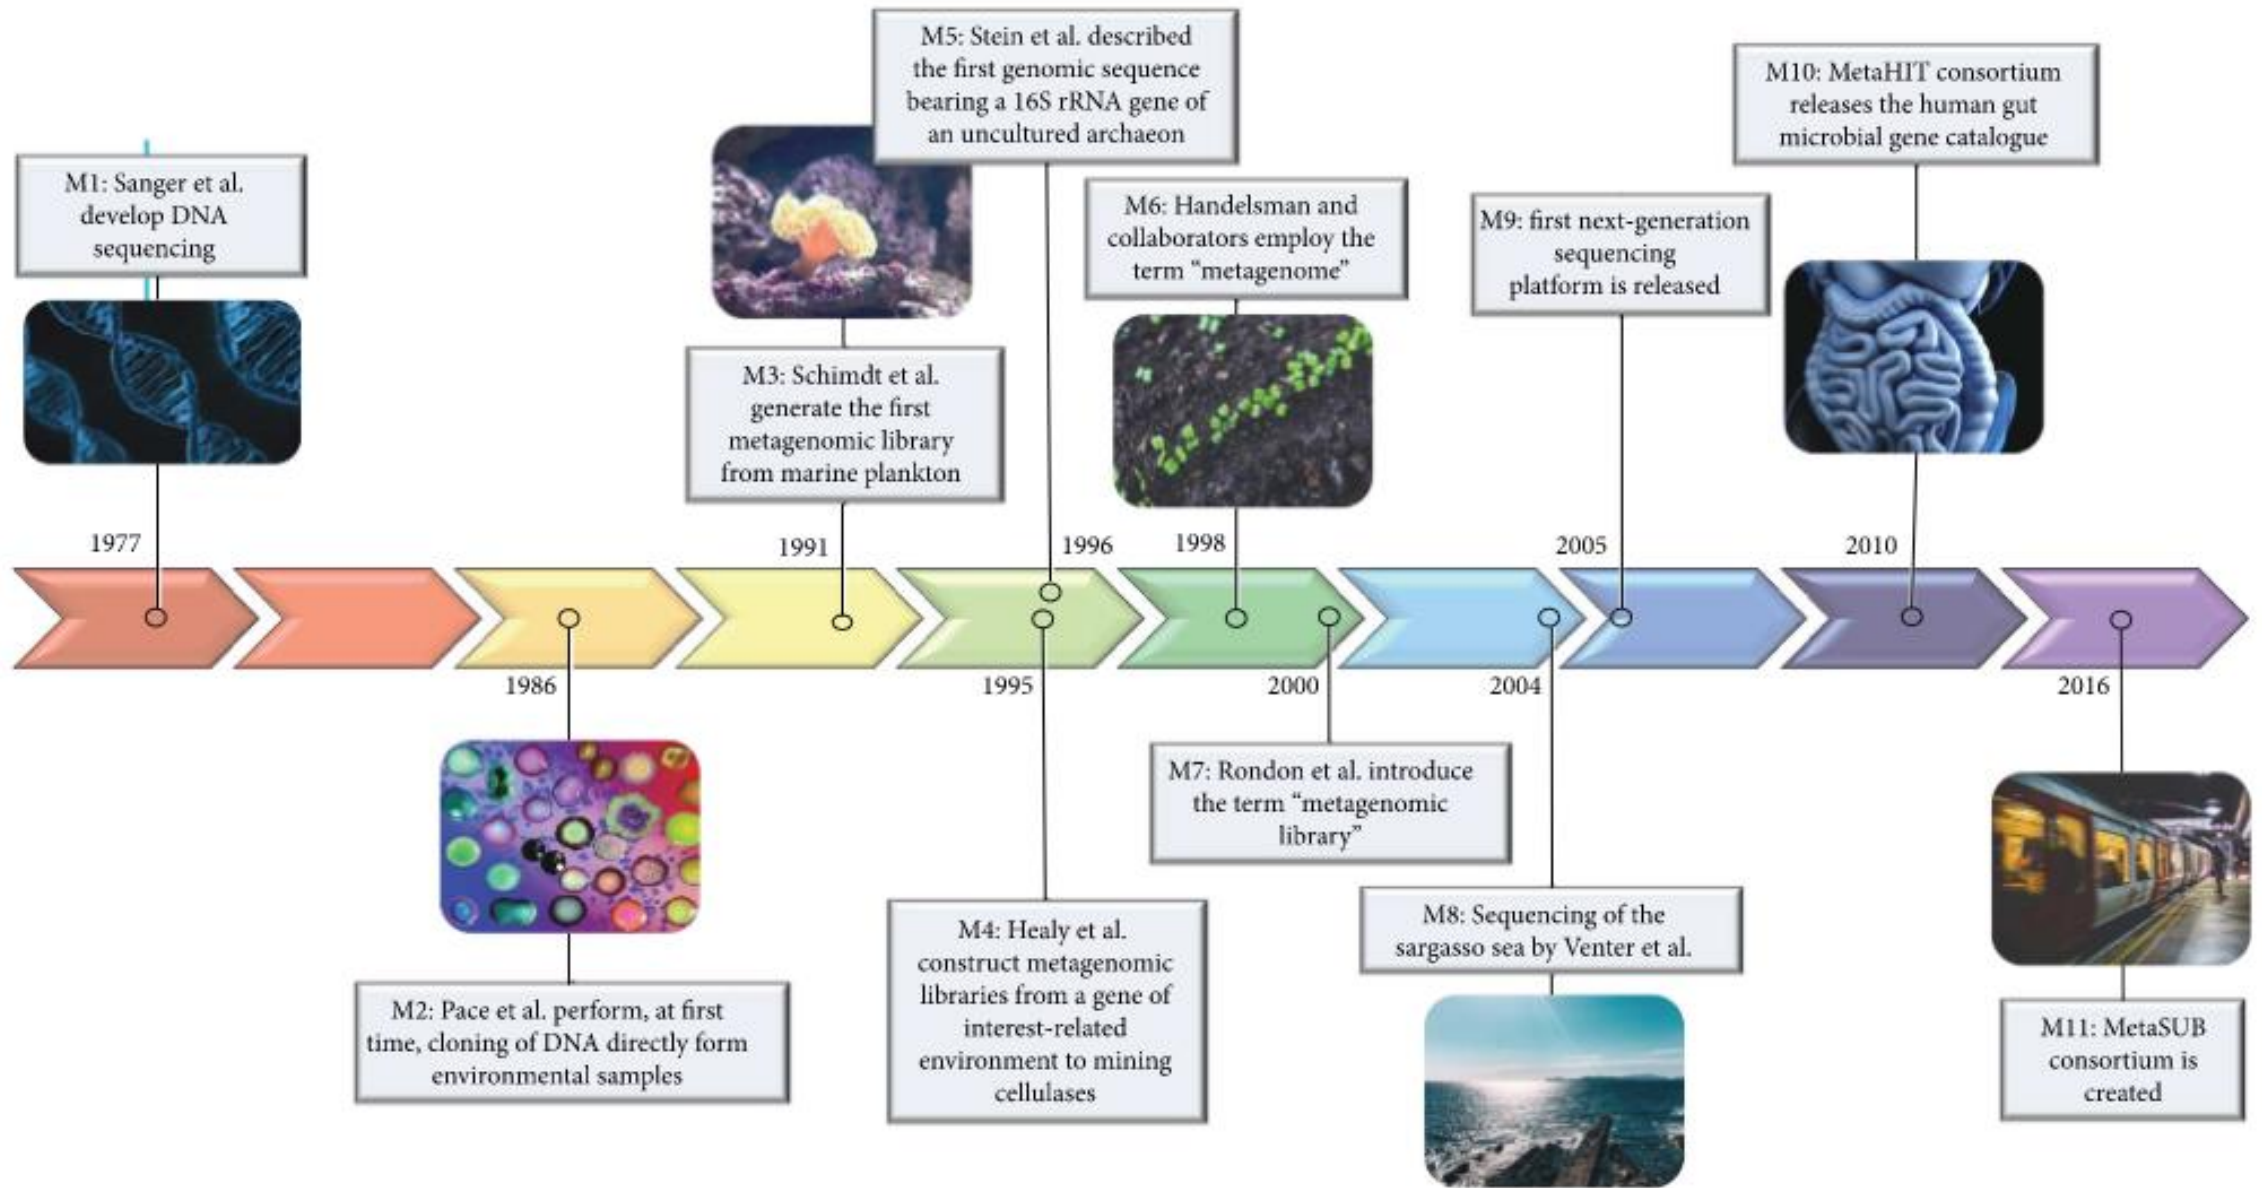 M5: Stein et al. described
the first genomic sequence
bearing a 16S rRNA gene of
an uncultured archaeon
M10: MetaHIT consortium
releases the human gut
microbial gene catalogue
M1: Sanger et al.
develop DNA
sequencing
M6: Handelsman and
collaborators employ the
term “metagenome”
M9: first next-generation
sequencing
platform is released
M3: Schimdt et al.
generate the first
metagenomic library
from marine plankton
1977
1991
1996
1998
2005
2010
1986
1995
2000
2004
2016
M7: Rondon et al. introduce
the term “metagenomic
library”
M4: Healy et al.
construct metagenomic
libraries from a gene of
interest-related
environment to mining
cellulases
M8: Sequencing of the
sargasso sea by Venter et al.
M2: Pace et al. perform, at first
time, cloning of DNA directly form
environmental samples
M11: MetaSUB
consortium is
created